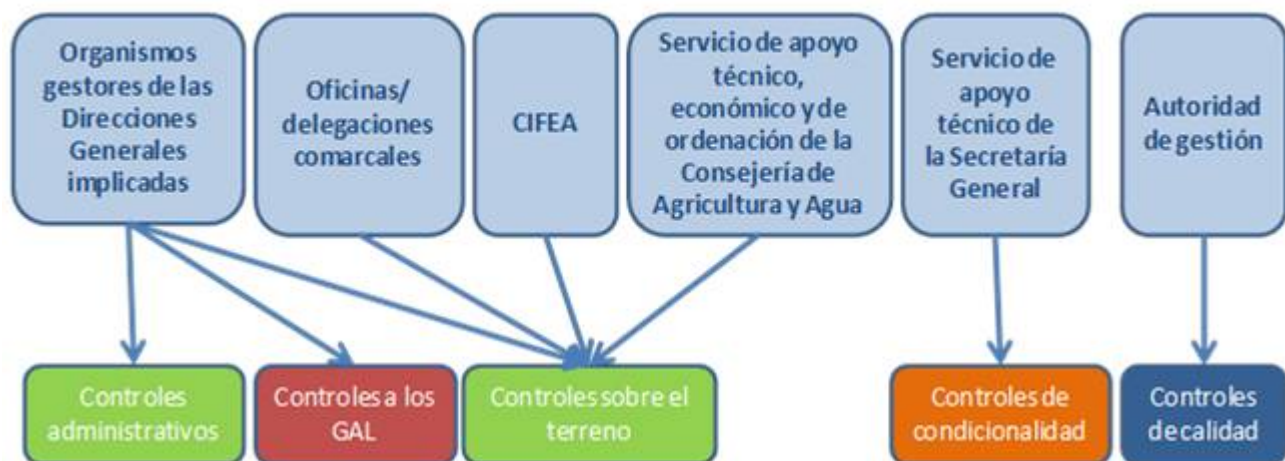 Organismos
gestores de las
Direcciones
Generales
implicadas
Oficinas/
delegaciones
comarcales
CIFEA
Servicio de apoyo
técnico,
económico y de
ordenación de la
Consejería de
Agricultura y Agua
Servicio de
apoyo
técnico de
la Secretaría
General
Autoridad
de gestión
Controles
administrativos
Controles a los
GAL
Controles sobre el
terreno
Controles de
condicionalidad
Controles
de calidad